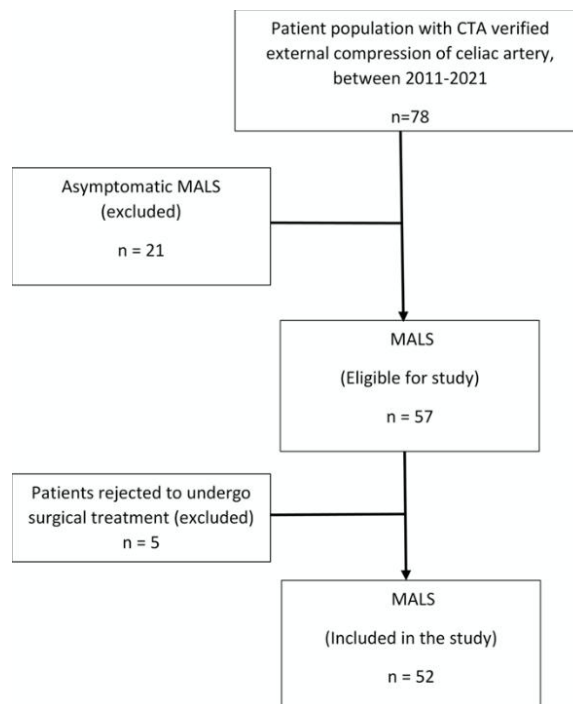 Patient population with CTA verified
external compression of celiac artery,
between 2011-2021
n=78
Asymptomatic MALS
(excluded)
n = 21
MALS
(Eligible for study)
n = 57
Patients rejected to undergo
surgical treatment (excluded)
n = 5
MALS
(Included in the study)
n = 52